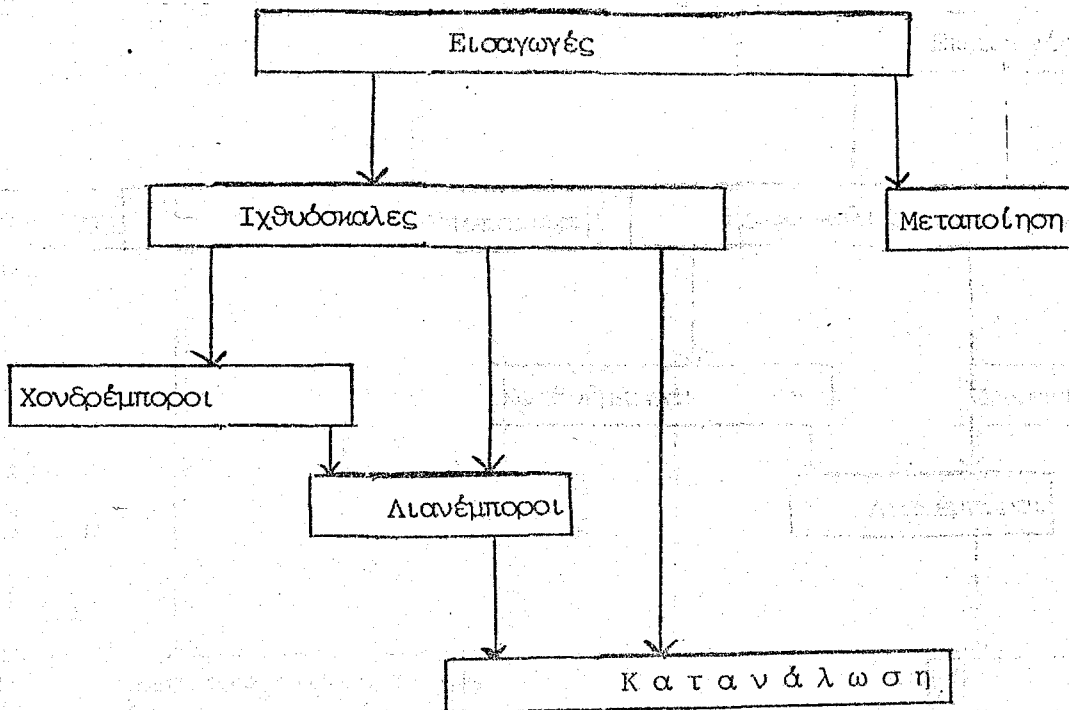 Εισαγωγές
Ιχθυόσκαλες
Μεταποίηση
Χονδρέμποροι
Λιανέμποροι
Κατανάλωση